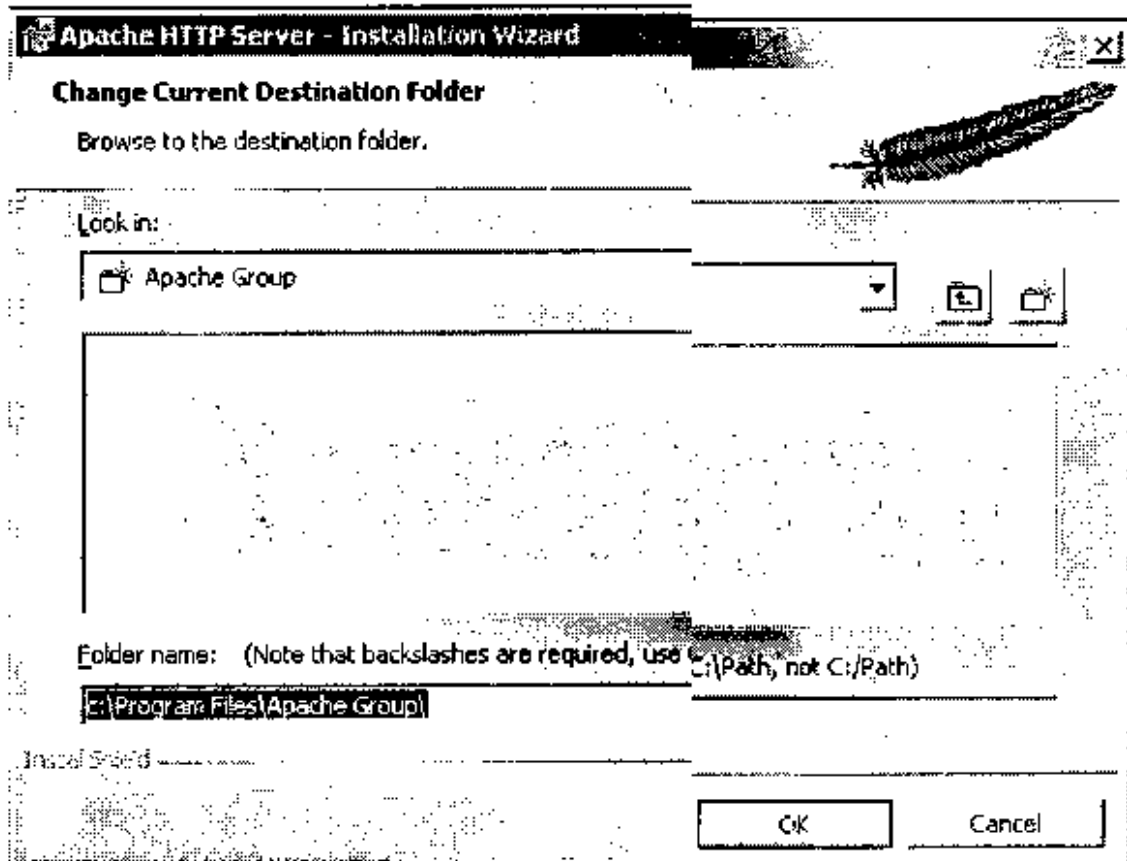 Apache HTTP Server - Installation Wizard
Change Current Destination Folder
Browse to the destination folder.
Look in:
Apache Group
Folder name: (Note that backslashes are required, use C:\Path, not C:/Path)
c:\Program Files\Apache Group\
InstallShield
OK Cancel